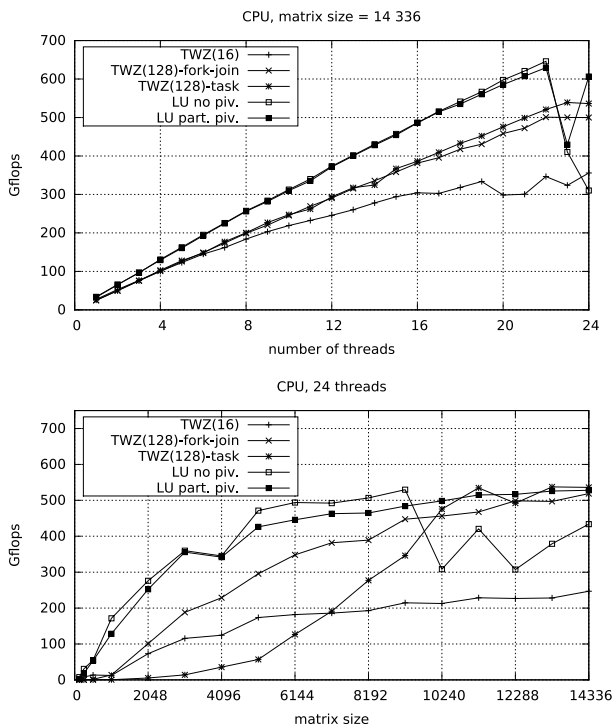 CPU, matrix size = 14 336
700
600
500
400
300
200
100
0
Gflops
TWZ(16)
TWZ(128)-fork-join
TWZ(128)-task
LU no piv.
LU part. piv.
0 4 8 12 16 20 24
number of threads
CPU, 24 threads
700
600
500
400
300
200
100
0
Gflops
TWZ(16)
TWZ(128)-fork-join
TWZ(128)-task
LU no piv.
LU part. piv.
0 2048 4096 6144 8192 10240 12288 14336
matrix size